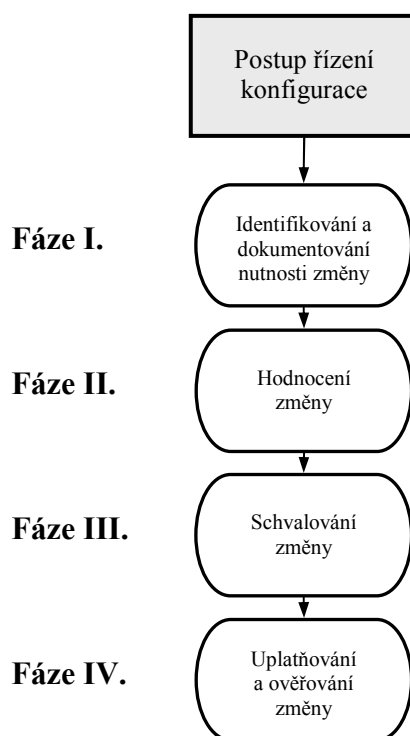 Postup řízení
konfigurace
Fáze I.
Identifikování a
dokumentování
nutnosti změny
Fáze II.
Hodnocení
změny
Fáze III.
Schvalování
změny
Fáze IV.
Uplatňování
a ověřování
změny